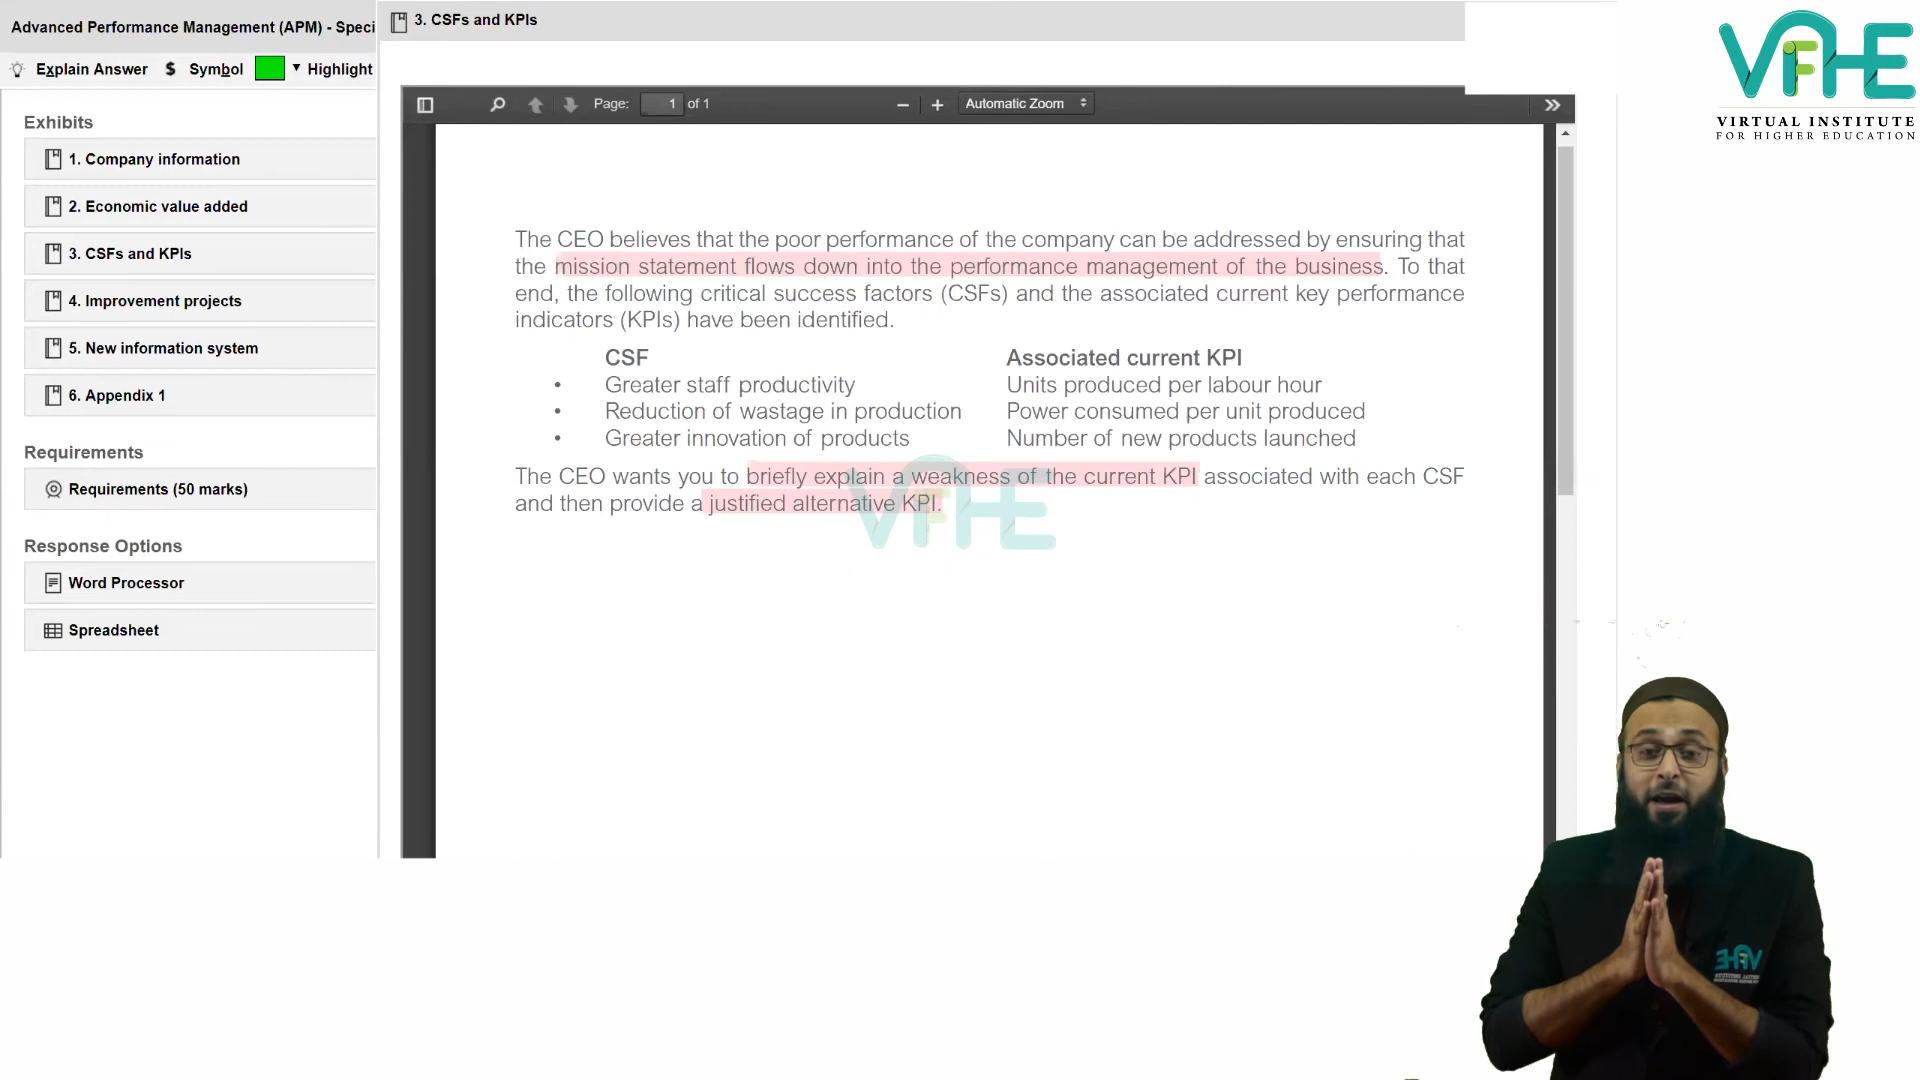 Advanced Performance Management (APM) - Speci
3. CSFs and KPIs
Explain Answer $ Symbol Highlight
Page: 1 of 1
Automatic Zoom
VIRTUAL INSTITUTE
FOR HIGHER EDUCATION
Exhibits
1. Company information
2. Economic value added
3. CSFs and KPIs
4. Improvement projects
5. New information system
6. Appendix 1
Requirements
Requirements (50 marks)
Response Options
Word Processor
Spreadsheet
The CEO believes that the poor performance of the company can be addressed by ensuring that
the mission statement flows down into the performance management of the business. To that
end, the following critical success factors (CSFs) and the associated current key performance
indicators (KPIs) have been identified.
CSF Associated current KPI
• Greater staff productivity Units produced per labour hour
• Reduction of wastage in production Power consumed per unit produced
• Greater innovation of products Number of new products launched
The CEO wants you to briefly explain a weakness of the current KPI associated with each CSF
and then provide a justified alternative KPI.
VIFHE
VIFHE